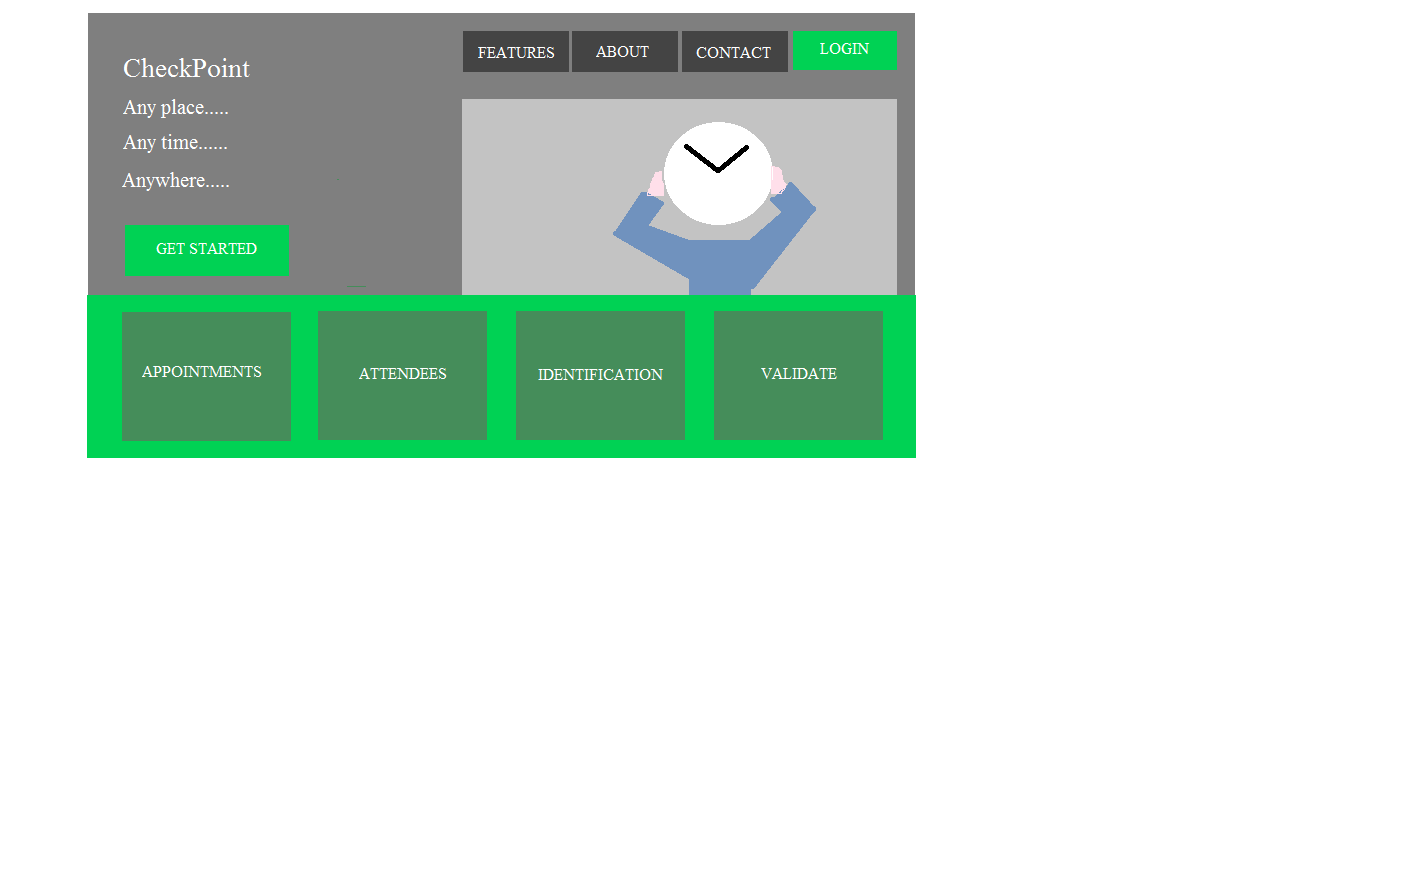 FEATURES
ABOUT
CONTACT
LOGIN
CheckPoint
Any place.....
Any time......
Anywhere.....
GET STARTED
APPOINTMENTS
ATTENDEES
IDENTIFICATION
VALIDATE